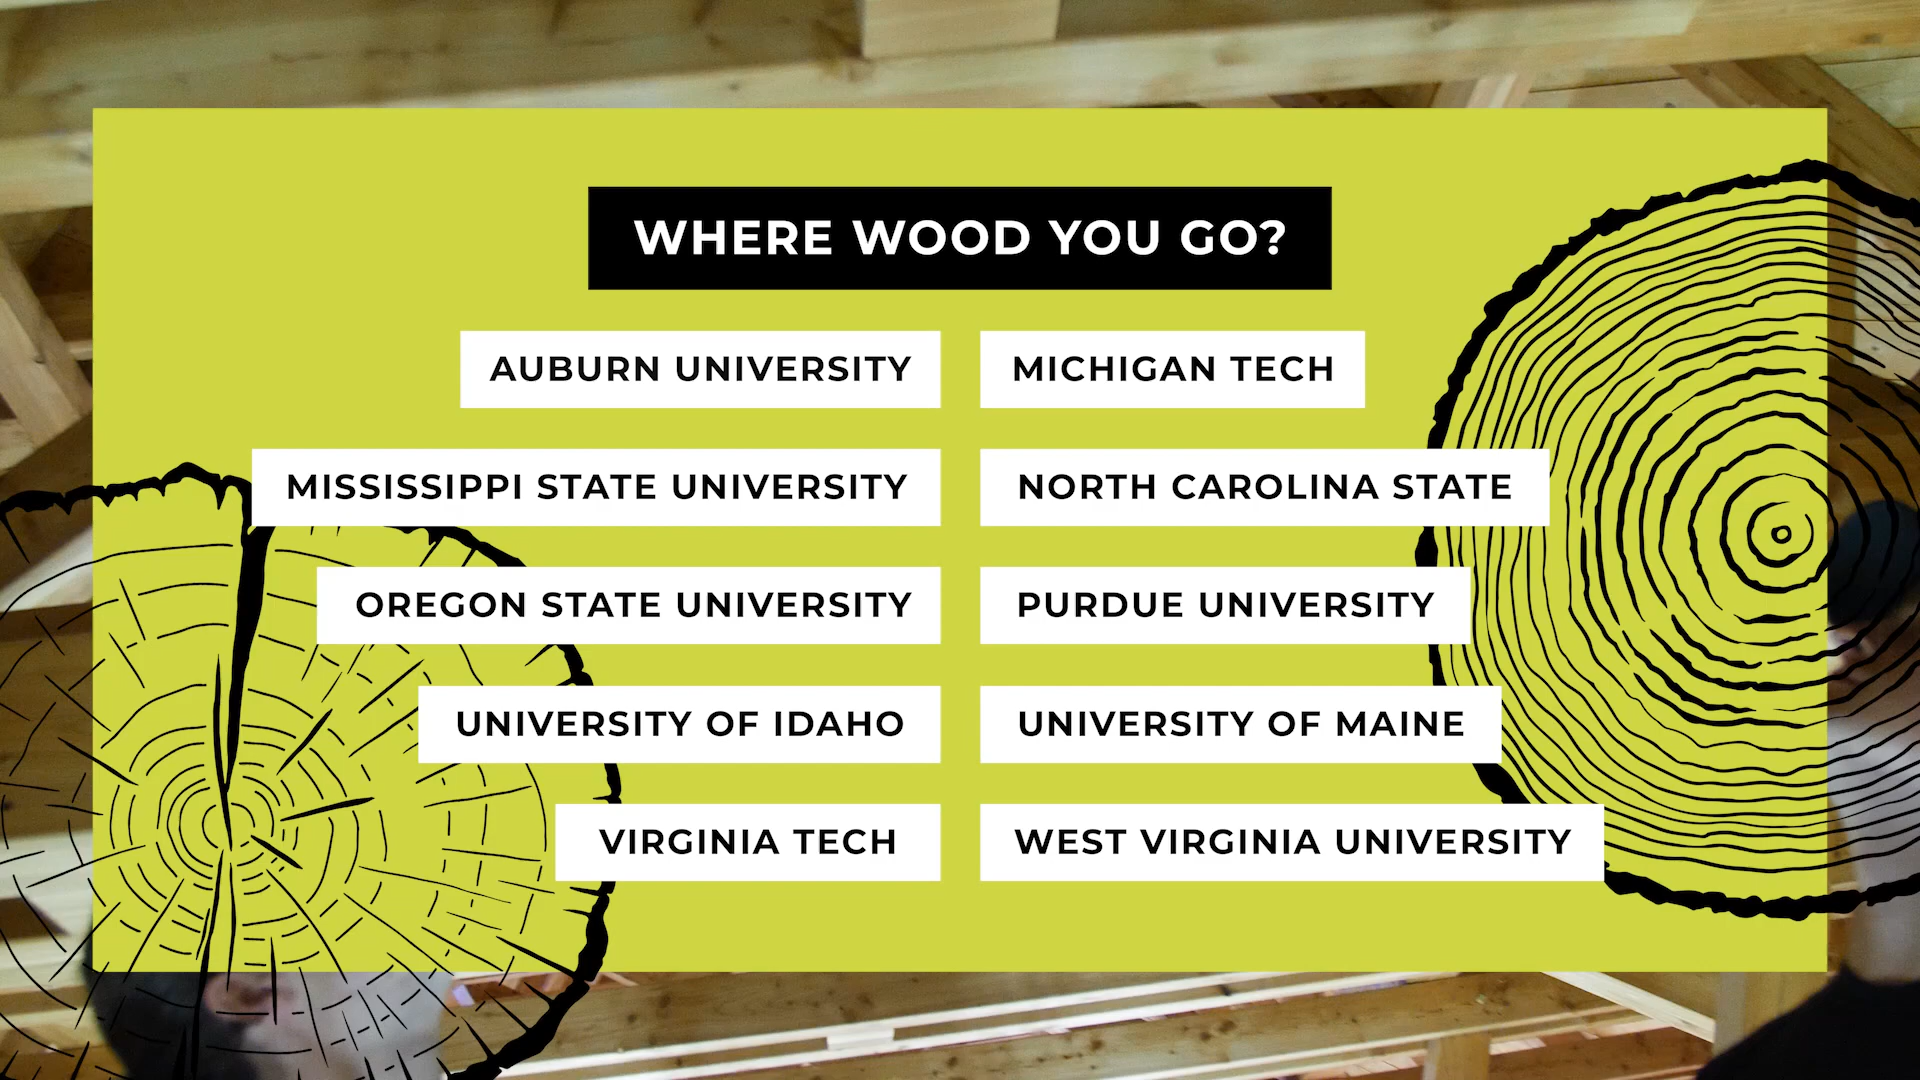 WHERE WOOD YOU GO?
AUBURN UNIVERSITY
MICHIGAN TECH
MISSISSIPPI STATE UNIVERSITY
NORTH CAROLINA STATE
OREGON STATE UNIVERSITY
PURDUE UNIVERSITY
UNIVERSITY OF IDAHO
UNIVERSITY OF MAINE
VIRGINIA TECH
WEST VIRGINIA UNIVERSITY